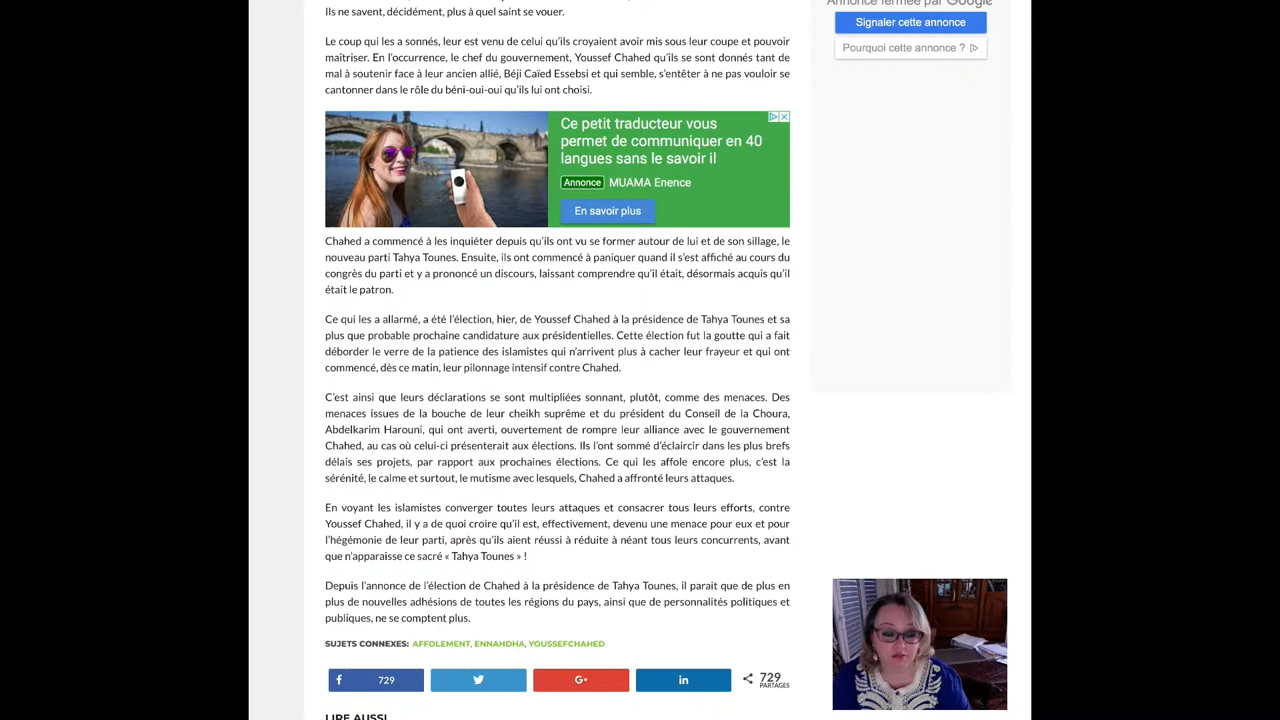 Ils ne savent, décidément, plus à quel saint se vouer.
Le coup qui les a sonnés, leur est venu de celui qu'ils croyaient avoir mis sous leur coupe et pouvoir
maîtriser. En l'occurrence, le chef du gouvernement, Youssef Chahed qu'ils se sont donnés tant de
mal à soutenir face à leur ancien allié, Béji Caïed Essebsi et qui semble, s'entêter à ne pas vouloir se
cantonner dans le rôle du béni-oui-oui qu'ils lui ont choisi.
Ce petit traducteur vous
permet de communiquer en 40
langues sans le savoir il
Annonce MUAMA Enence
En savoir plus
Chahed a commencé à les inquiéter depuis qu'ils ont vu se former autour de lui et de son sillage, le
nouveau parti Tahya Tounes. Ensuite, ils ont commencé à paniquer quand il s'est affiché au cours du
congrès du parti et y a prononcé un discours, laissant comprendre qu'il était, désormais acquis qu'il
était le patron.
Ce qui les a allarmé, a été l'élection, hier, de Youssef Chahed à la présidence de Tahya Tounes et sa
plus que probable prochaine candidature aux présidentielles. Cette élection fut la goutte qui a fait
déborder le verre de la patience des islamistes qui n'arrivent plus à cacher leur frayeur et qui ont
commencé, dès ce matin, leur pilonnage intensif contre Chahed.
C'est ainsi que leurs déclarations se sont multipliées sonnant, plutôt, comme des menaces. Des
menaces issues de la bouche de leur cheikh suprême et du président du Conseil de la Choura,
Abdelkarim Harouni, qui ont averti, ouvertement de rompre leur alliance avec le gouvernement
Chahed, au cas où celui-ci présenterait aux élections. Ils l'ont sommé d'éclaircir dans les plus brefs
délais ses projets, par rapport aux prochaines élections. Ce qui les affole encore plus, c'est la
sérénité, le calme et surtout, le mutisme avec lesquels, Chahed a affronté leurs attaques.
En voyant les islamistes converger toutes leurs attaques et consacrer tous leurs efforts, contre
Youssef Chahed, il y a de quoi croire qu'il est, effectivement, devenu une menace pour eux et pour
l'hégémonie de leur parti, après qu'ils aient réussi à réduite à néant tous leurs concurrents, avant
que n'apparaisse ce sacré « Tahya Tounes » !
Depuis l'annonce de l'élection de Chahed à la présidence de Tahya Tounes, il parait que de plus en
plus de nouvelles adhésions de toutes les régions du pays, ainsi que de personnalités politiques et
publiques, ne se comptent plus.
SUJETS CONNEXES: AFFOLEMENT, ENNAHDHA, YOUSSEFCHAHED
729
729
PARTAGES
LIRE AUSSI
Annonce fermée par Google
Signaler cette annonce
Pourquoi cette annonce ?